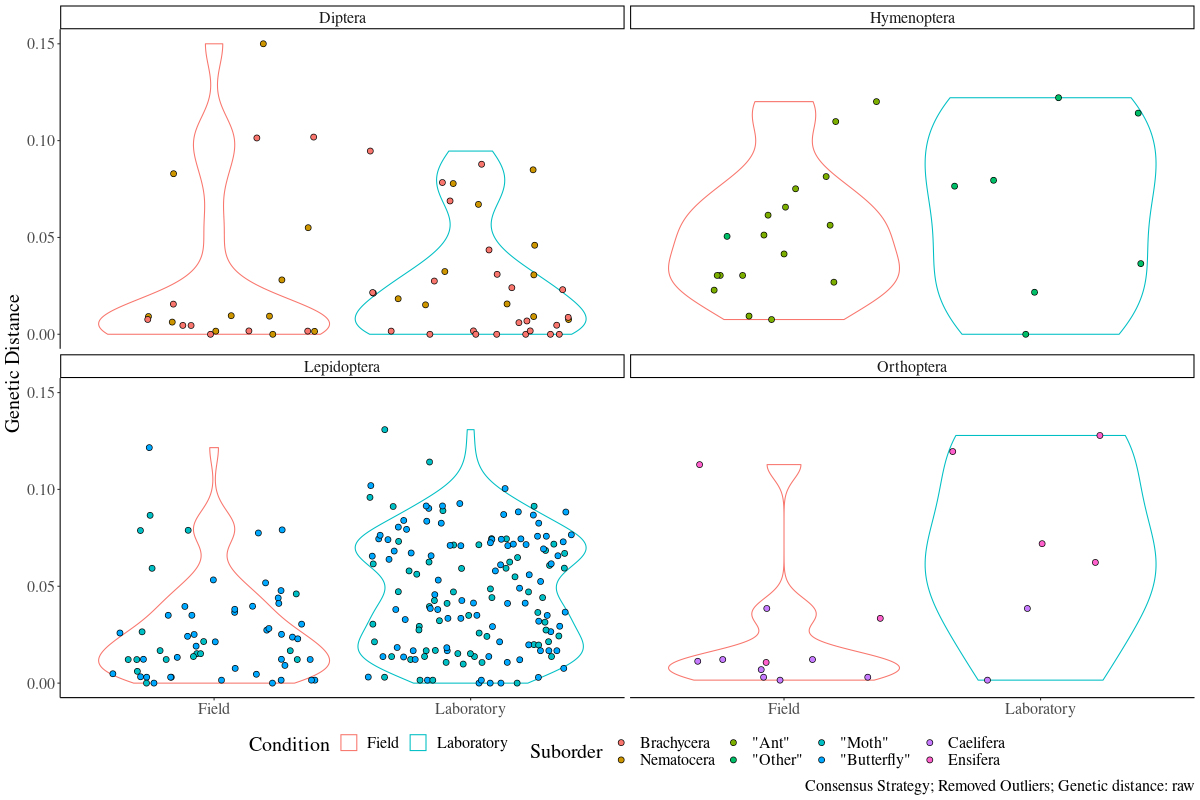 Diptera
Hymenoptera
0.15
0.10
0.05
0.00
Genetic Distance
Lepidoptera
Orthoptera
0.15
0.10
0.05
0.00
Field
Laboratory
Field
Laboratory
Condition
Field
Laboratory
Suborder
Brachycera
Nematocera
"Ant"
"Other"
"Moth"
"Butterfly"
Caelifera
Ensifera
Consensus Strategy; Removed Outliers; Genetic distance: raw